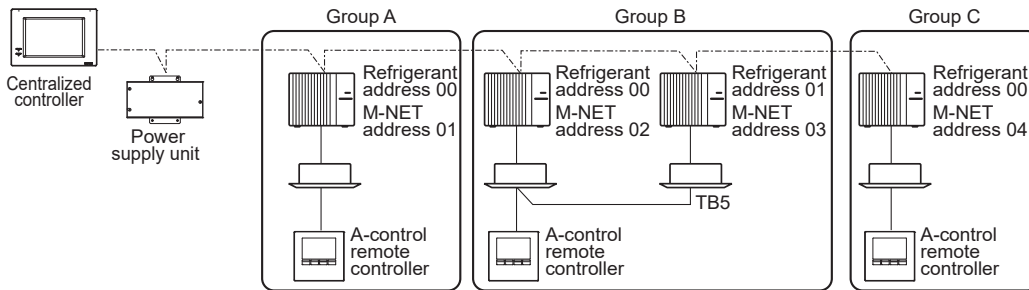 Group A
Group B
Group C
Centralized
controller
Power
supply unit
Refrigerant
address 00
M-NET
address 01
Refrigerant
address 00
M-NET
address 02
Refrigerant
address 01
M-NET
address 03
Refrigerant
address 00
M-NET
address 04
TB5
A-control
remote
controller
A-control
remote
controller
A-control
remote
controller